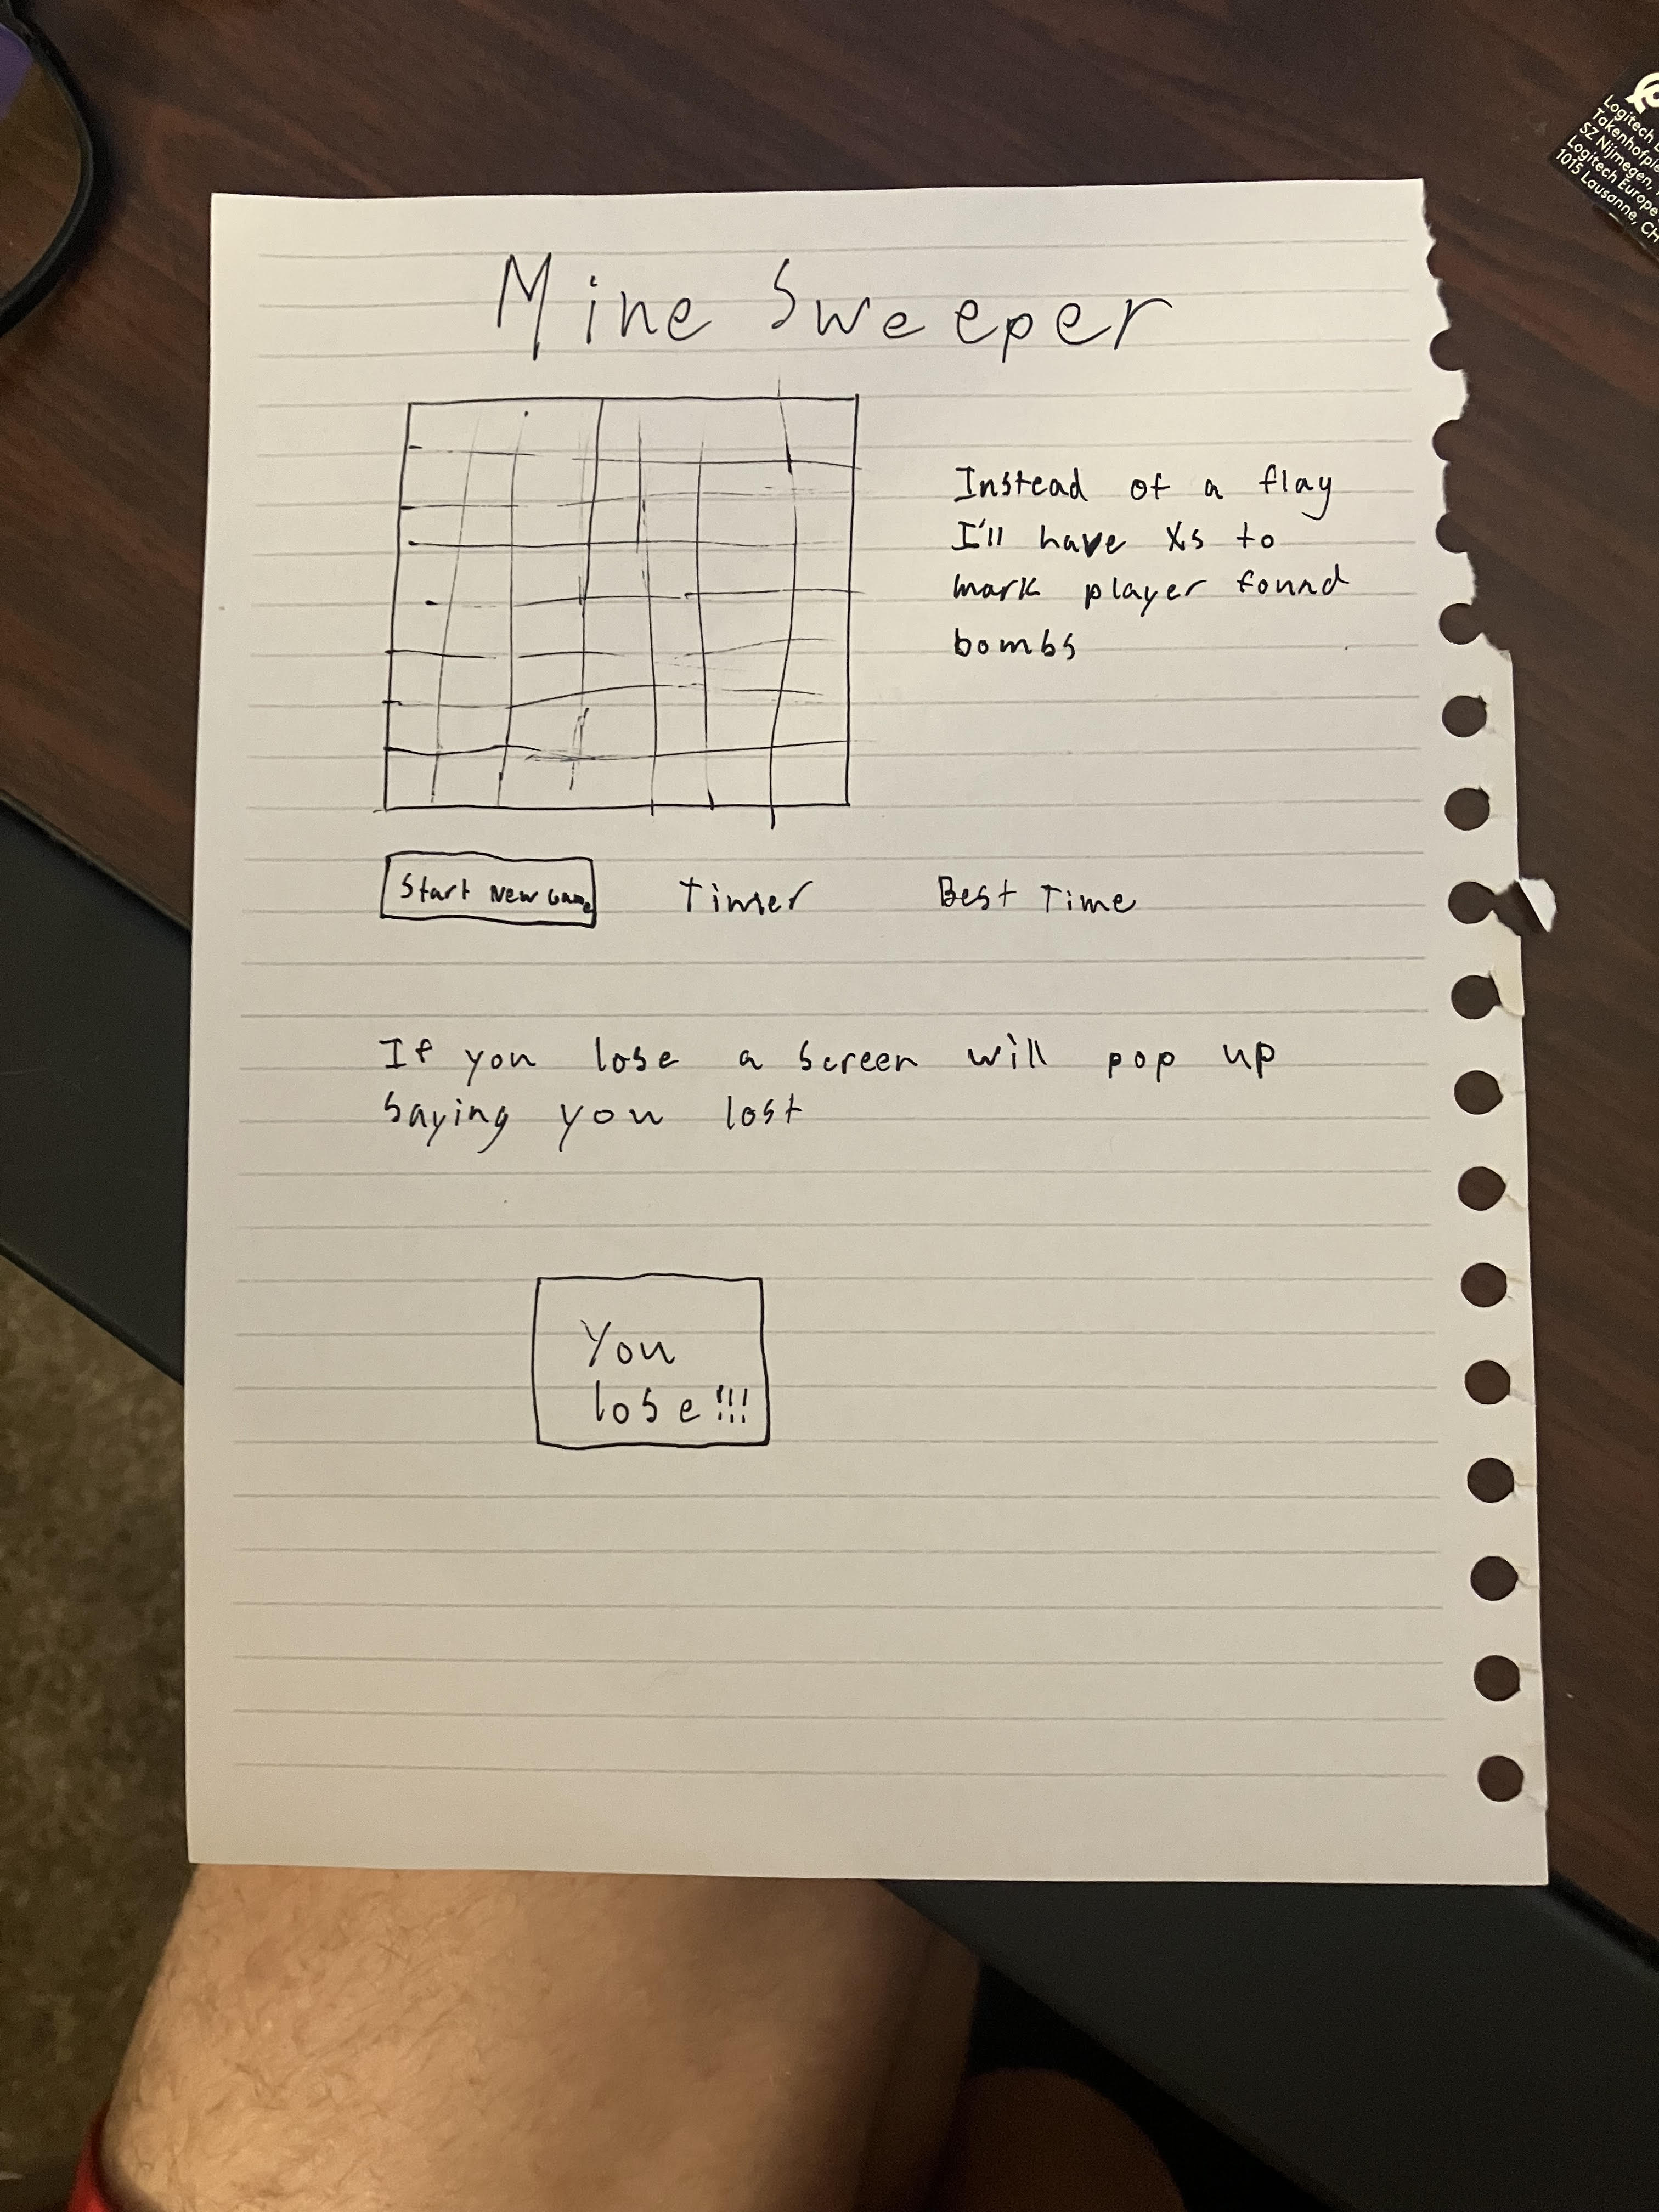 Mine Sweeper
Instead of a flag
I'll have Xs to
mark player found
bombs
Start New Game
Timer
Best Time
If you lose a screen will pop up
saying you lost
You
lose!!!
Logitech
Takenhofple
SZ Nijmegen,
Logitech Europe
1015 Lausanne, CH